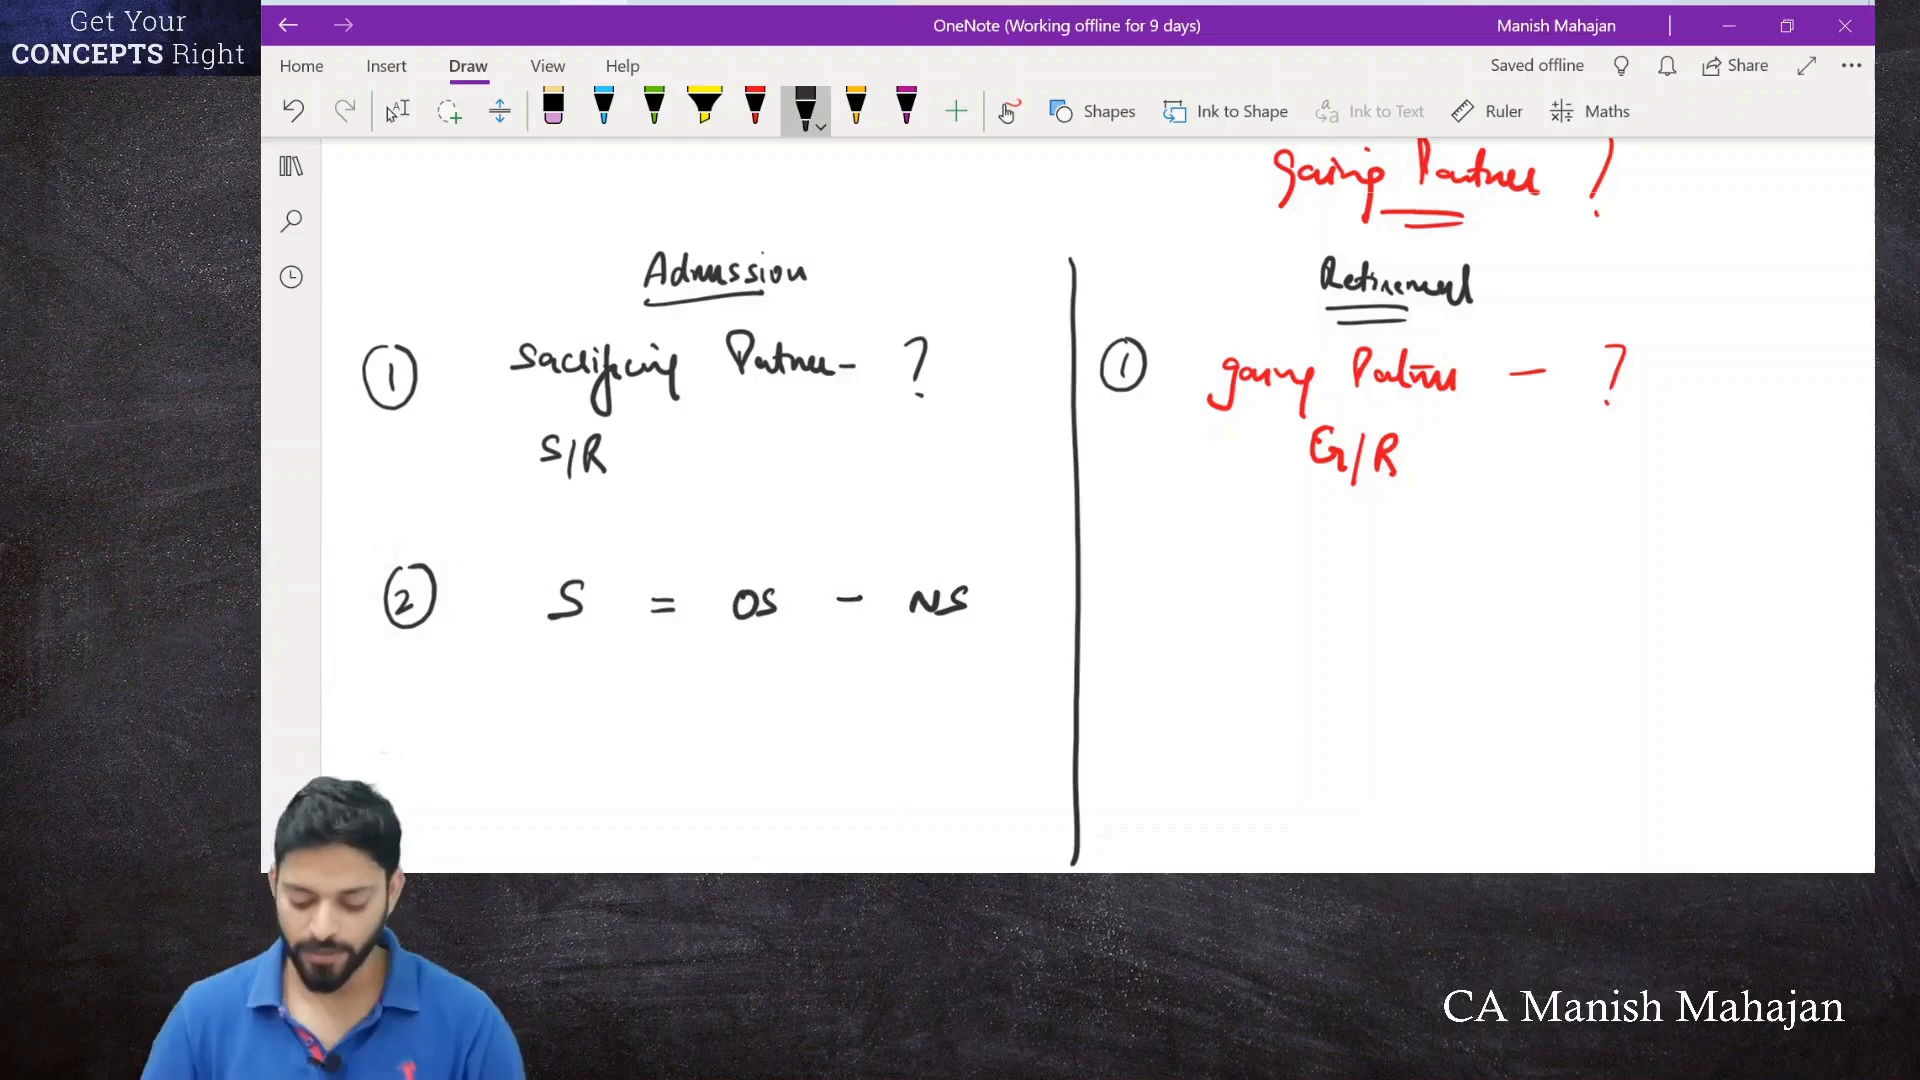 Get Your
CONCEPTS Right
OneNote (Working offline for 9 days)
Manish Mahajan
Home
Insert
Draw
View
Help
Saved offline
Share
Shapes
Ink to Shape
Ink to Text
Ruler
Maths
gaining Partner ?
Admission
① Sacrificing Partner - ?
S/R
② S = OS - NS
Retirement
① gaining Partner - ?
G/R
CA Manish Mahajan